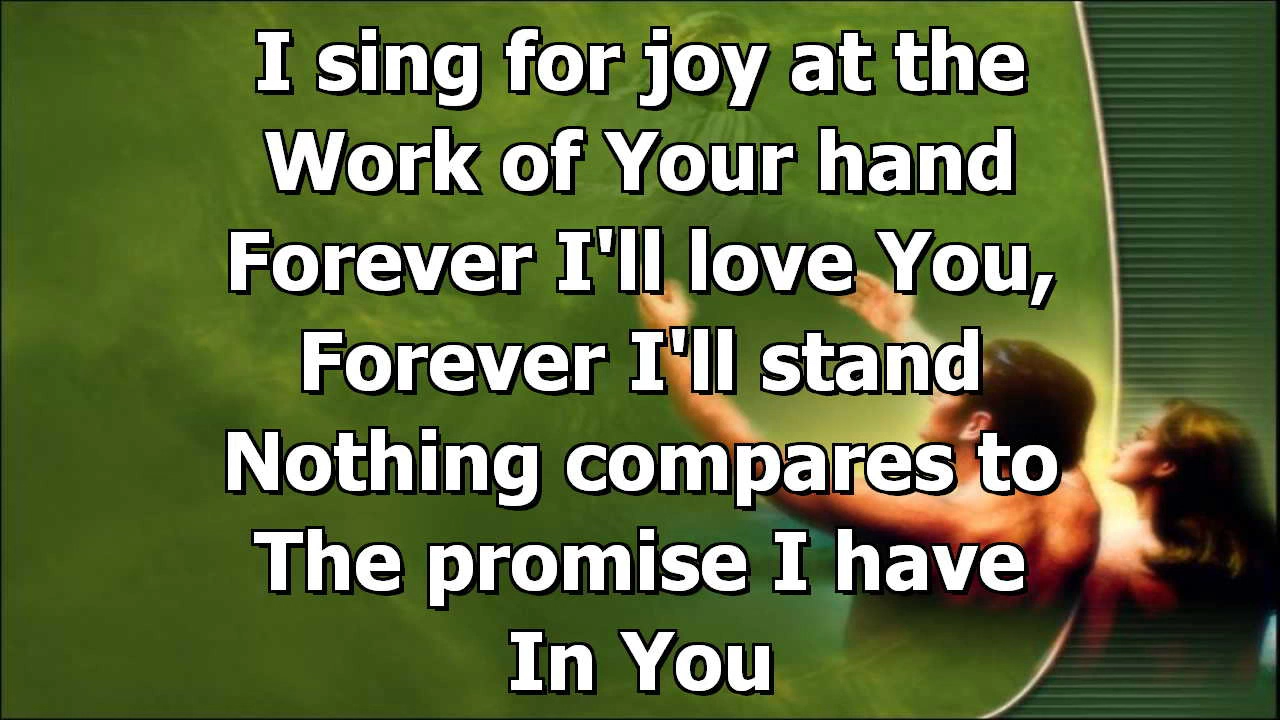 I sing for joy at the
Work of Your hand
Forever I'll love You,
Forever I'll stand
Nothing compares to
The promise I have
In You